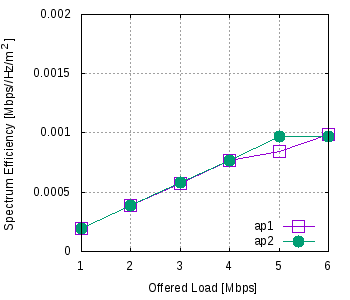 0.002
0.0015
0.001
0.0005
0
Spectrum Efficiency [Mbps//Hz/m²]
ap1
ap2
1 2 3 4 5 6
Offered Load [Mbps]